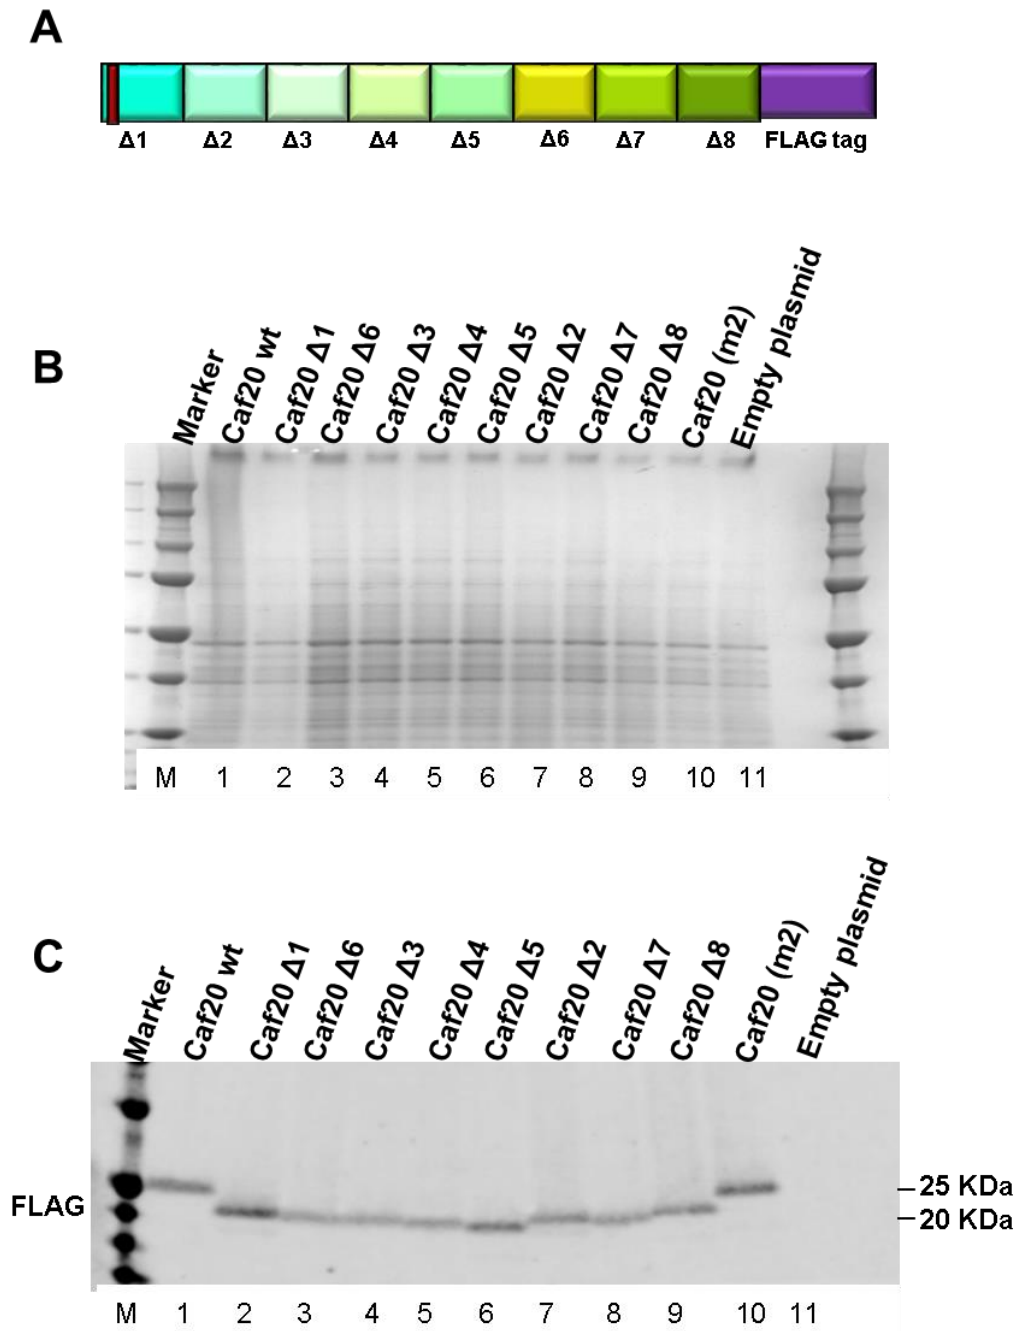 A
Δ1 Δ2 Δ3 Δ4 Δ5 Δ6 Δ7 Δ8 FLAG tag
B
Marker
Caf20 wt
Caf20 Δ1
Caf20 Δ6
Caf20 Δ3
Caf20 Δ4
Caf20 Δ5
Caf20 Δ2
Caf20 Δ7
Caf20 Δ8
Caf20 (m2)
Empty plasmid
M 1 2 3 4 5 6 7 8 9 10 11
C
Marker
Caf20 wt
Caf20 Δ1
Caf20 Δ6
Caf20 Δ3
Caf20 Δ4
Caf20 Δ5
Caf20 Δ2
Caf20 Δ7
Caf20 Δ8
Caf20 (m2)
Empty plasmid
FLAG
25 KDa
20 KDa
M 1 2 3 4 5 6 7 8 9 10 11